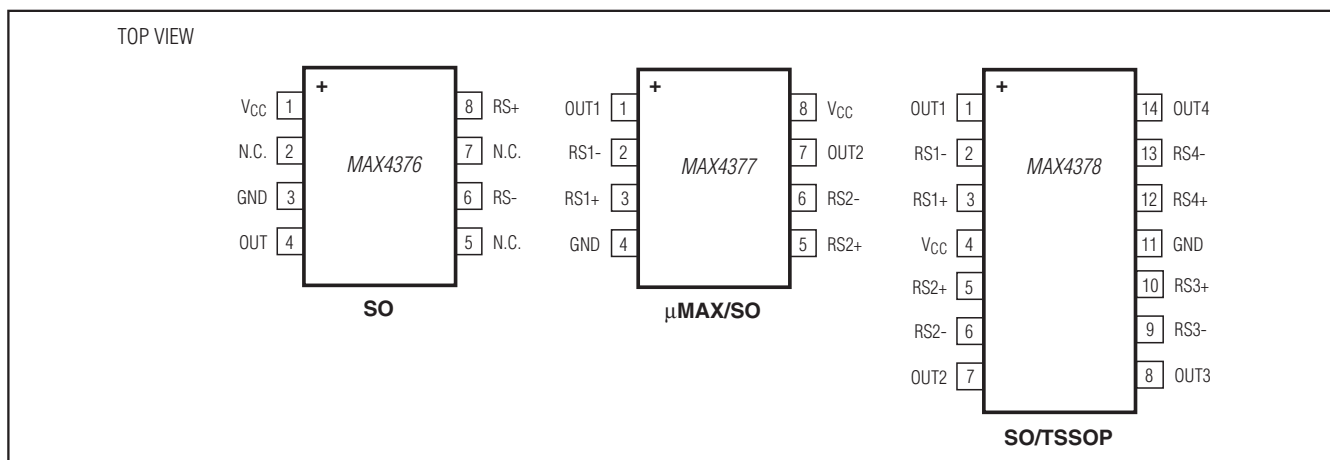 TOP VIEW
+
VCC 1
N.C. 2
GND 3
OUT 4
MAX4376
8 RS+
7 N.C.
6 RS-
5 N.C.
SO
+
OUT1 1
RS1- 2
RS1+ 3
GND 4
MAX4377
8 VCC
7 OUT2
6 RS2-
5 RS2+
μMAX/SO
+
OUT1 1
RS1- 2
RS1+ 3
VCC 4
RS2+ 5
RS2- 6
OUT2 7
MAX4378
14 OUT4
13 RS4-
12 RS4+
11 GND
10 RS3+
9 RS3-
8 OUT3
SO/TSSOP